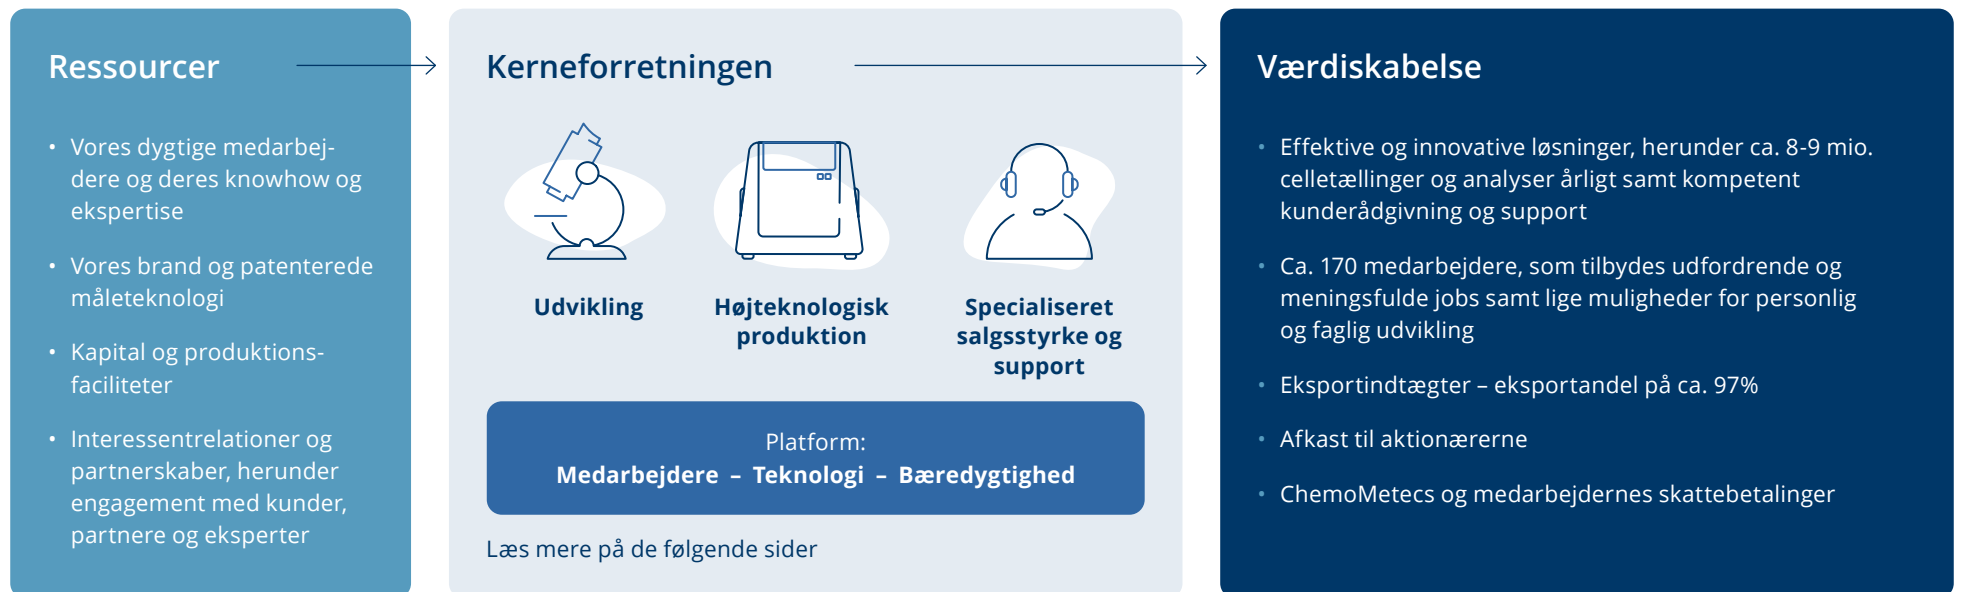 Ressourcer
• Vores dygtige medarbej-
dere og deres knowhow og
ekspertise
• Vores brand og patenterede
måleteknologi
• Kapital og produktions-
faciliteter
• Interessentrelationer og
partnerskaber, herunder
engagement med kunder,
partnere og eksperter
Kerneforretningen
Udvikling
Højteknologisk
produktion
Specialiseret
salgsstyrke og
support
Platform:
Medarbejdere – Teknologi – Bæredygtighed
Læs mere på de følgende sider
Værdiskabelse
• Effektive og innovative løsninger, herunder ca. 8-9 mio.
celletællinger og analyser årligt samt kompetent
kunderådgivning og support
• Ca. 170 medarbejdere, som tilbydes udfordrende og
meningsfulde jobs samt lige muligheder for personlig
og faglig udvikling
• Eksportindtægter – eksportandel på ca. 97%
• Afkast til aktionærerne
• ChemoMetecs og medarbejdernes skattebetalinger